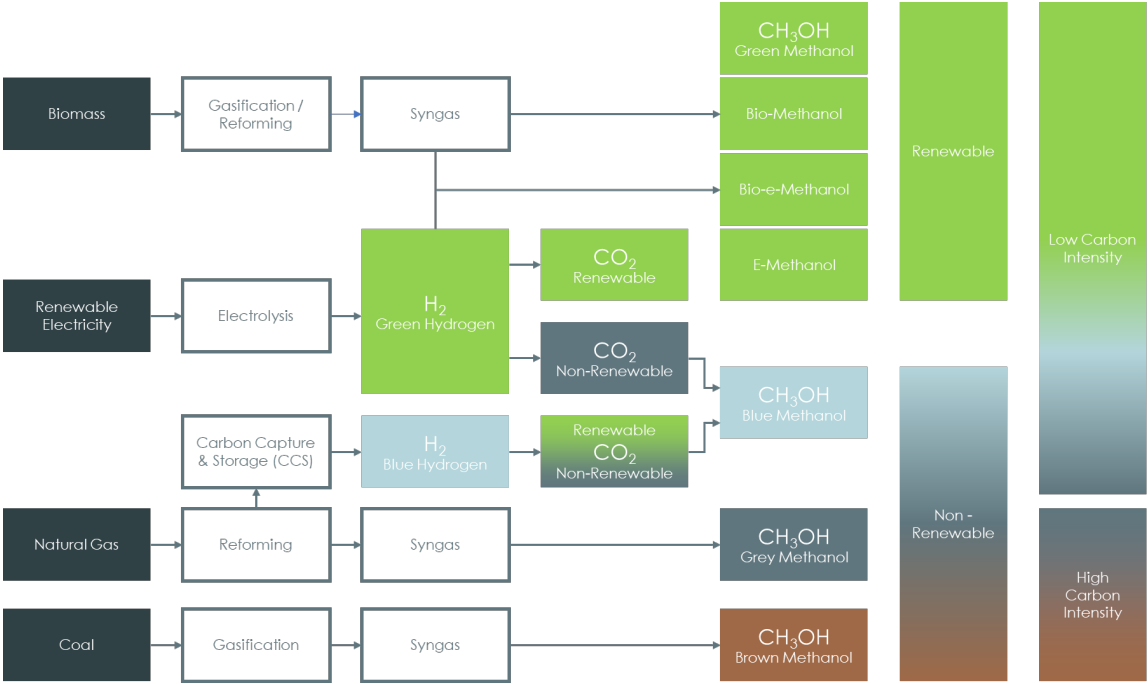 CH₃OH
Green Methanol
Biomass
Gasification /
Reforming
Syngas
Bio-Methanol
Renewable
Bio-e-Methanol
Low Carbon
Intensity
CO₂
Renewable
E-Methanol
Renewable
Electricity
Electrolysis
H₂
Green Hydrogen
CO₂
Non-Renewable
CH₃OH
Blue Methanol
Carbon Capture
& Storage (CCS)
H₂
Blue Hydrogen
Renewable
CO₂
Non-Renewable
Natural Gas
Reforming
Syngas
CH₃OH
Grey Methanol
Non -
Renewable
High
Carbon
Intensity
Coal
Gasification
Syngas
CH₃OH
Brown Methanol